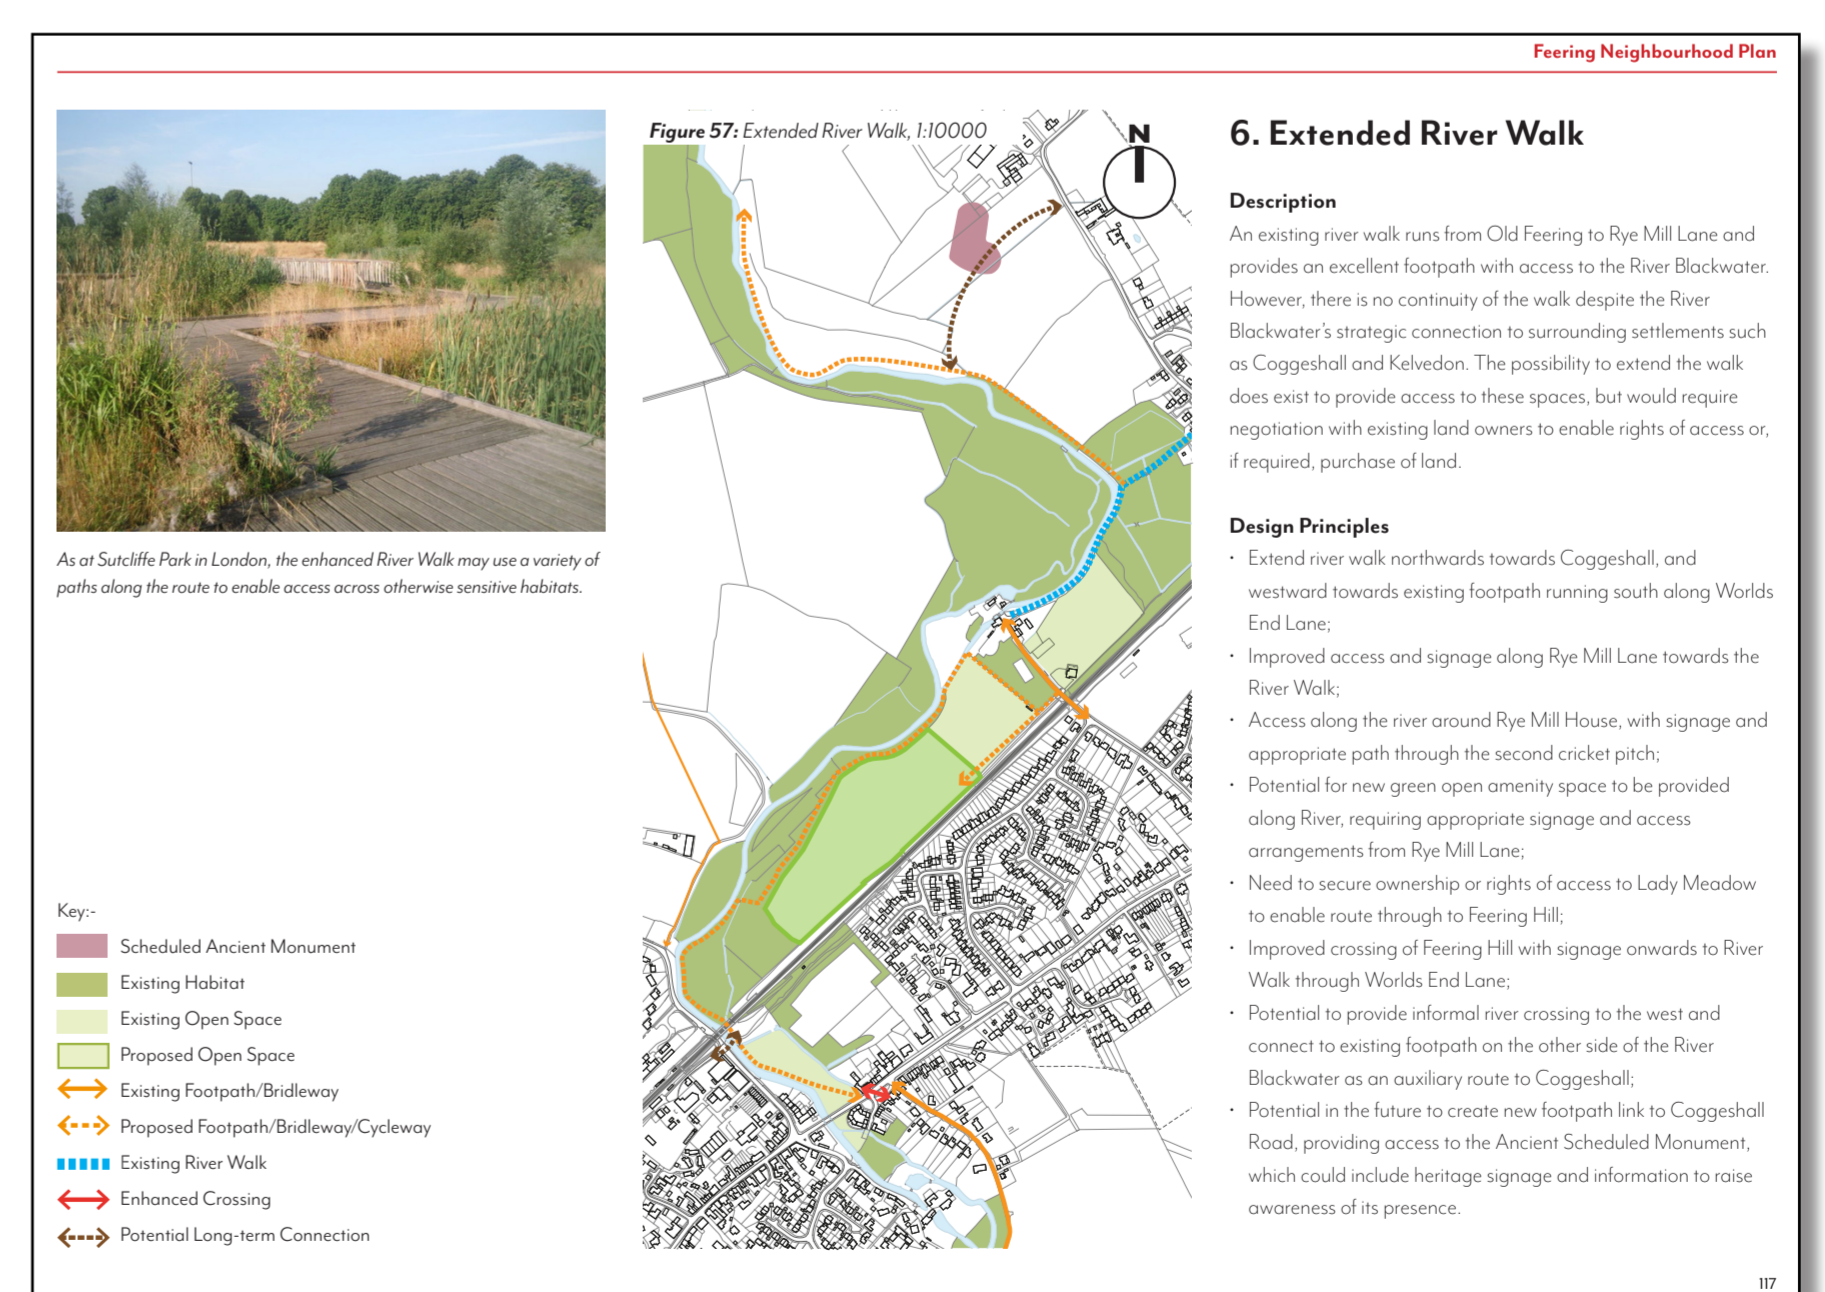 Feering Neighbourhood Plan
Figure 57: Extended River Walk, 1:10000
N
As at Sutcliffe Park in London, the enhanced River Walk may use a variety of
paths along the route to enable access across otherwise sensitive habitats.
Key:-
Scheduled Ancient Monument
Existing Habitat
Existing Open Space
Proposed Open Space
Existing Footpath/Bridleway
Proposed Footpath/Bridleway/Cycleway
Existing River Walk
Enhanced Crossing
Potential Long-term Connection
6. Extended River Walk
Description
An existing river walk runs from Old Feering to Rye Mill Lane and
provides an excellent footpath with access to the River Blackwater.
However, there is no continuity of the walk despite the River
Blackwater's strategic connection to surrounding settlements such
as Coggeshall and Kelvedon. The possibility to extend the walk
does exist to provide access to these spaces, but would require
negotiation with existing land owners to enable rights of access or,
if required, purchase of land.
Design Principles
• Extend river walk northwards towards Coggeshall, and
westward towards existing footpath running south along Worlds
End Lane;
• Improved access and signage along Rye Mill Lane towards the
River Walk;
• Access along the river around Rye Mill House, with signage and
appropriate path through the second cricket pitch;
• Potential for new green open amenity space to be provided
along River, requiring appropriate signage and access
arrangements from Rye Mill Lane;
• Need to secure ownership or rights of access to Lady Meadow
to enable route through to Feering Hill;
• Improved crossing of Feering Hill with signage onwards to River
Walk through Worlds End Lane;
• Potential to provide informal river crossing to the west and
connect to existing footpath on the other side of the River
Blackwater as an auxiliary route to Coggeshall;
• Potential in the future to create new footpath link to Coggeshall
Road, providing access to the Ancient Scheduled Monument,
which could include heritage signage and information to raise
awareness of its presence.
117